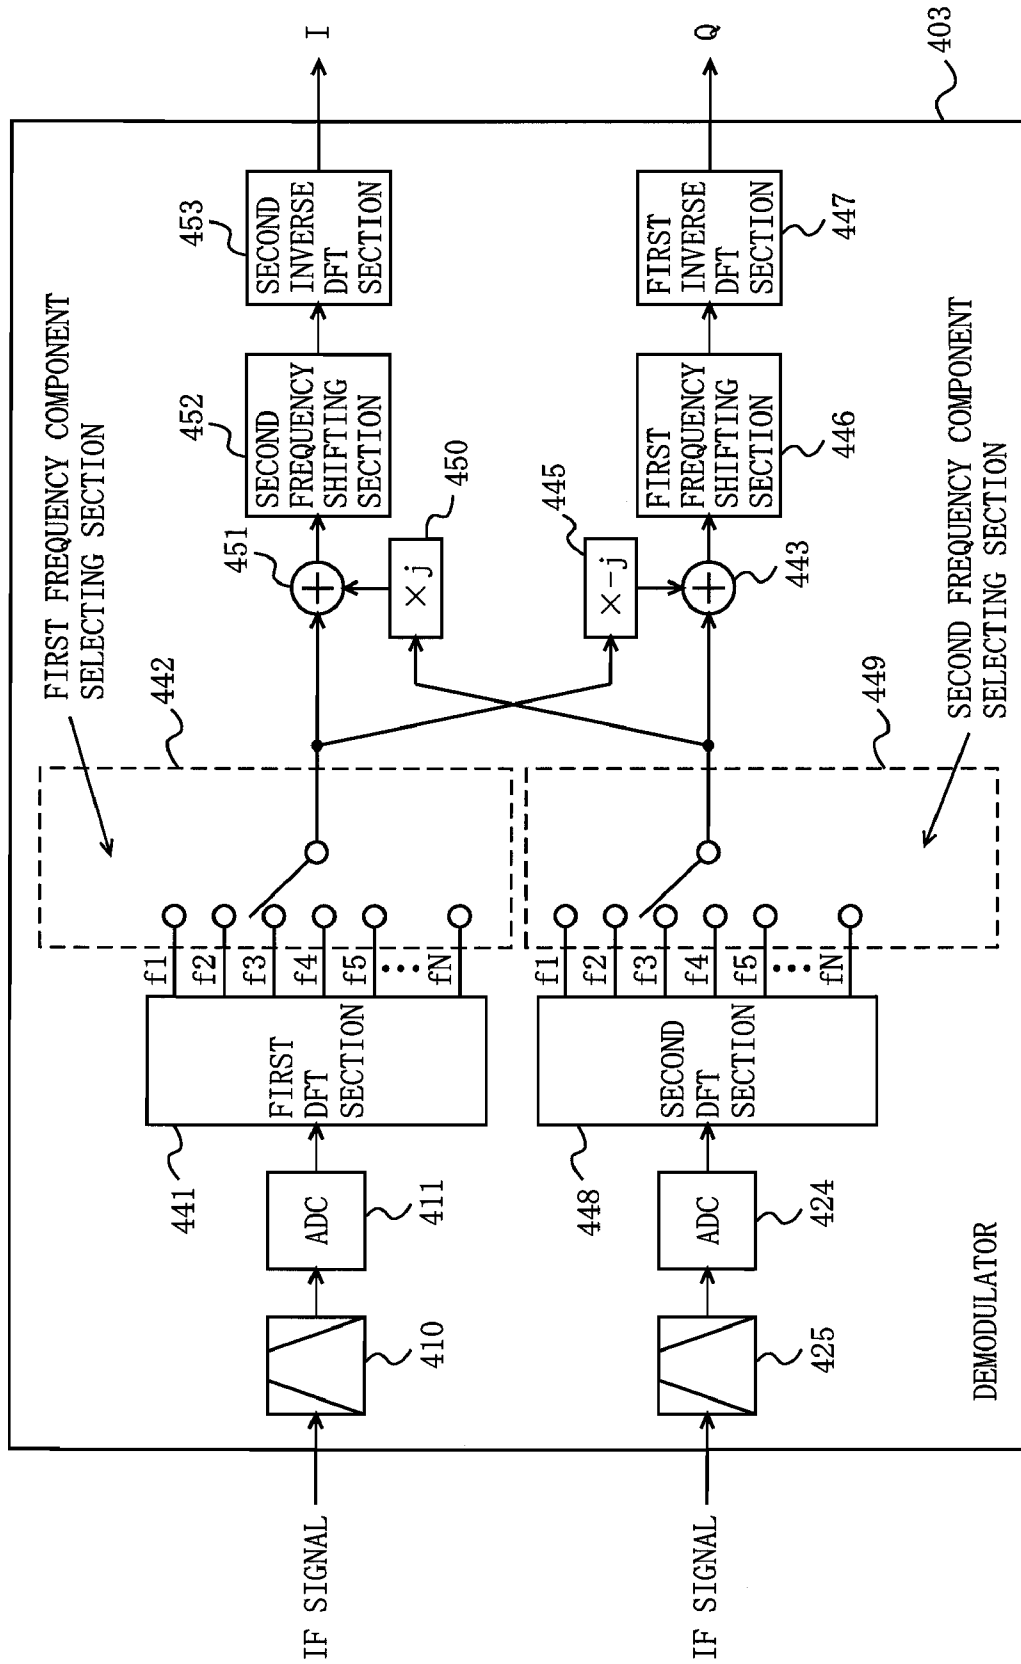 IF SIGNAL
410
ADC
411
441
FIRST
DFT
SECTION
f1
f2
f3
f4
f5
fN
442
FIRST FREQUENCY COMPONENT
SELECTING SECTION
451
+
×j
450
452
SECOND
FREQUENCY
SHIFTING
SECTION
453
SECOND
INVERSE
DFT
SECTION
I
IF SIGNAL
425
ADC
424
448
SECOND
DFT
SECTION
f1
f2
f3
f4
f5
fN
449
SECOND FREQUENCY COMPONENT
SELECTING SECTION
445
×-j
+
443
FIRST
FREQUENCY
SHIFTING
SECTION
446
FIRST
INVERSE
DFT
SECTION
447
Q
DEMODULATOR
403